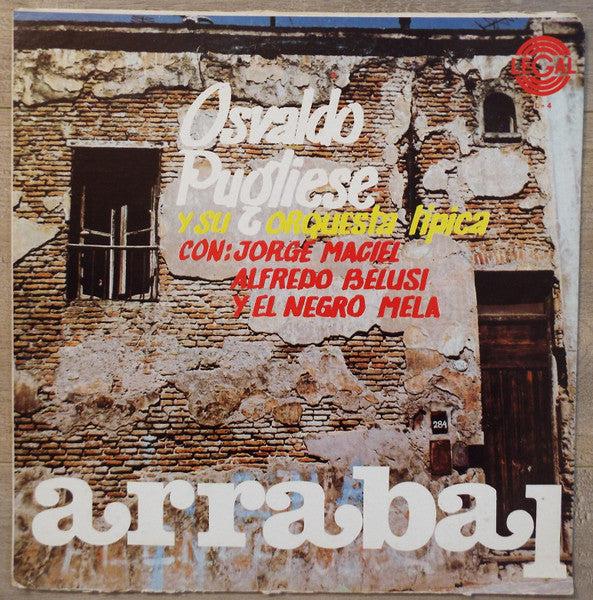 LEGAL
Osvaldo
Pugliese
y su orquesta típica
CON: JORGE MACIEL
ALFREDO BELUSI
Y EL NEGRO MELA
284
arrabal